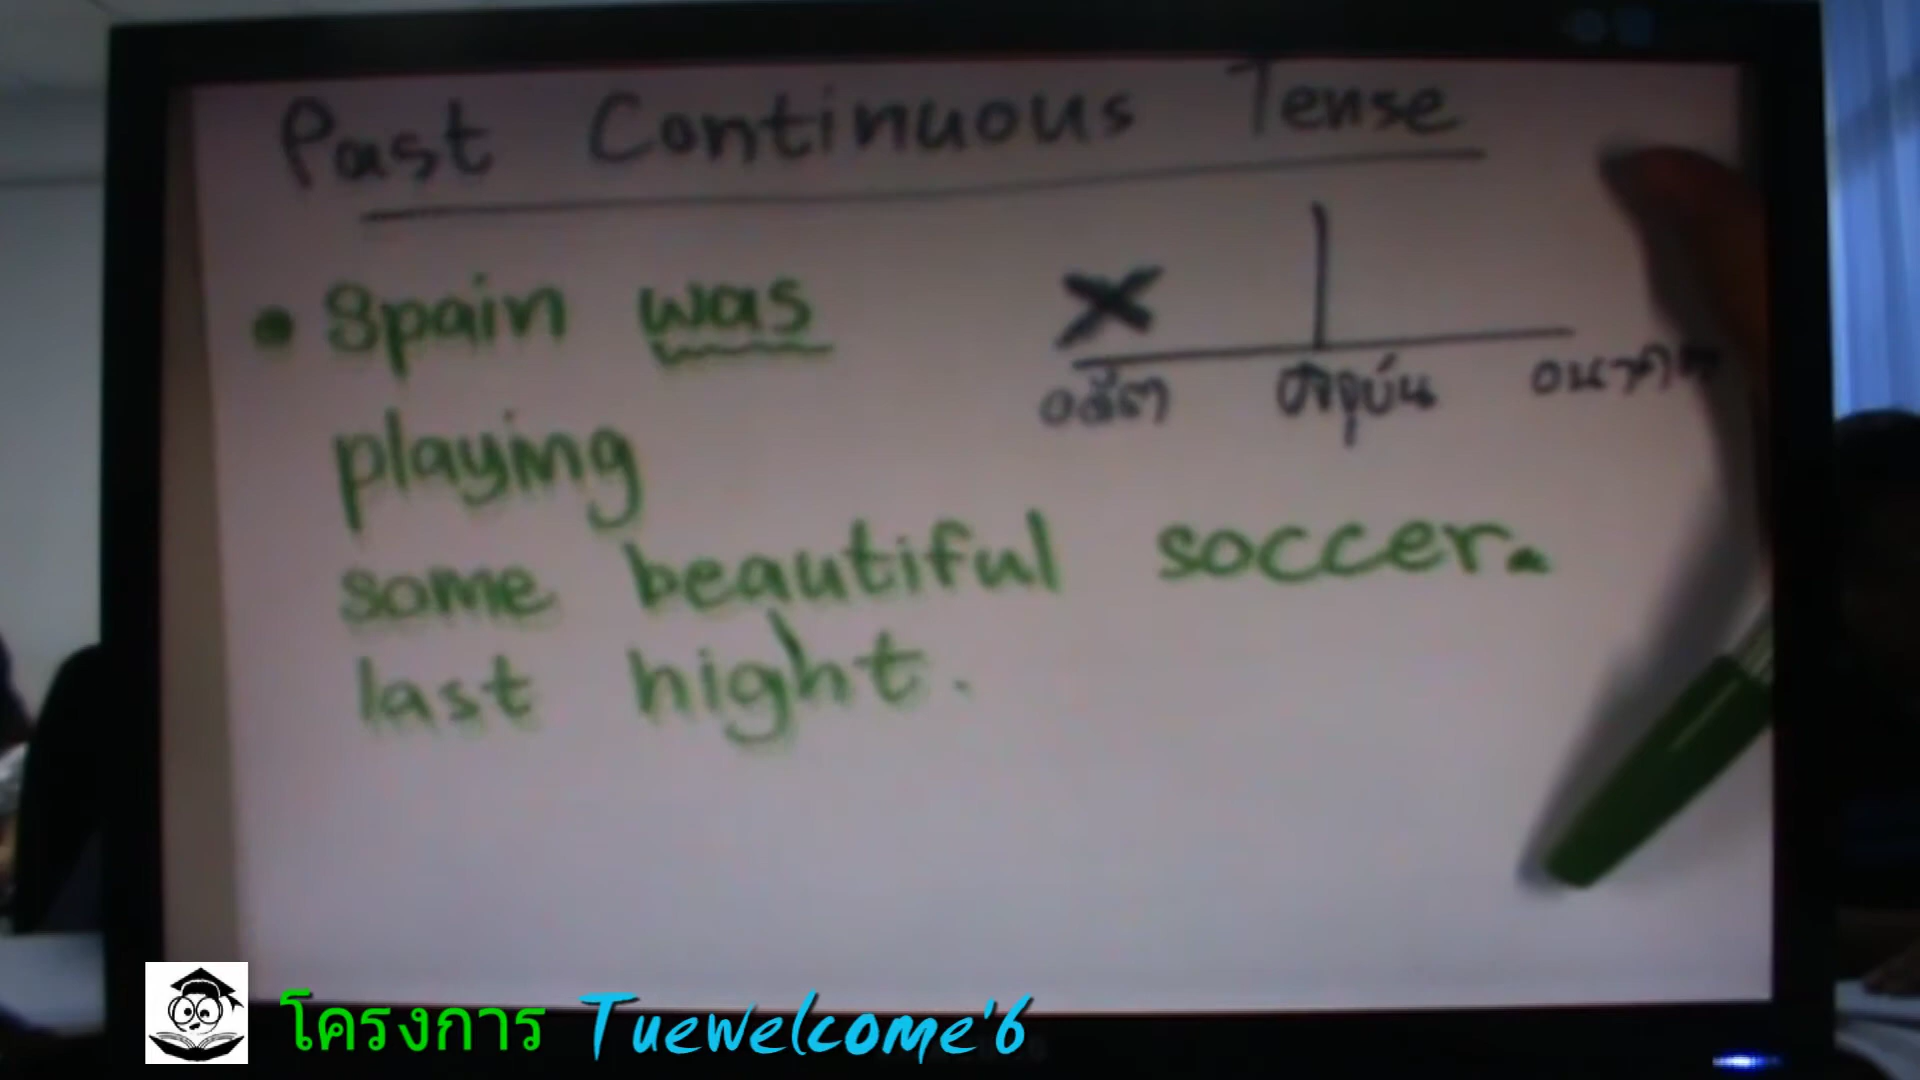 Past Continuous Tense
• Spain was
อดีต ปัจจุบัน อนาคต
playing
some beautiful soccer.
last night.
โครงการ Tuewelcome'6